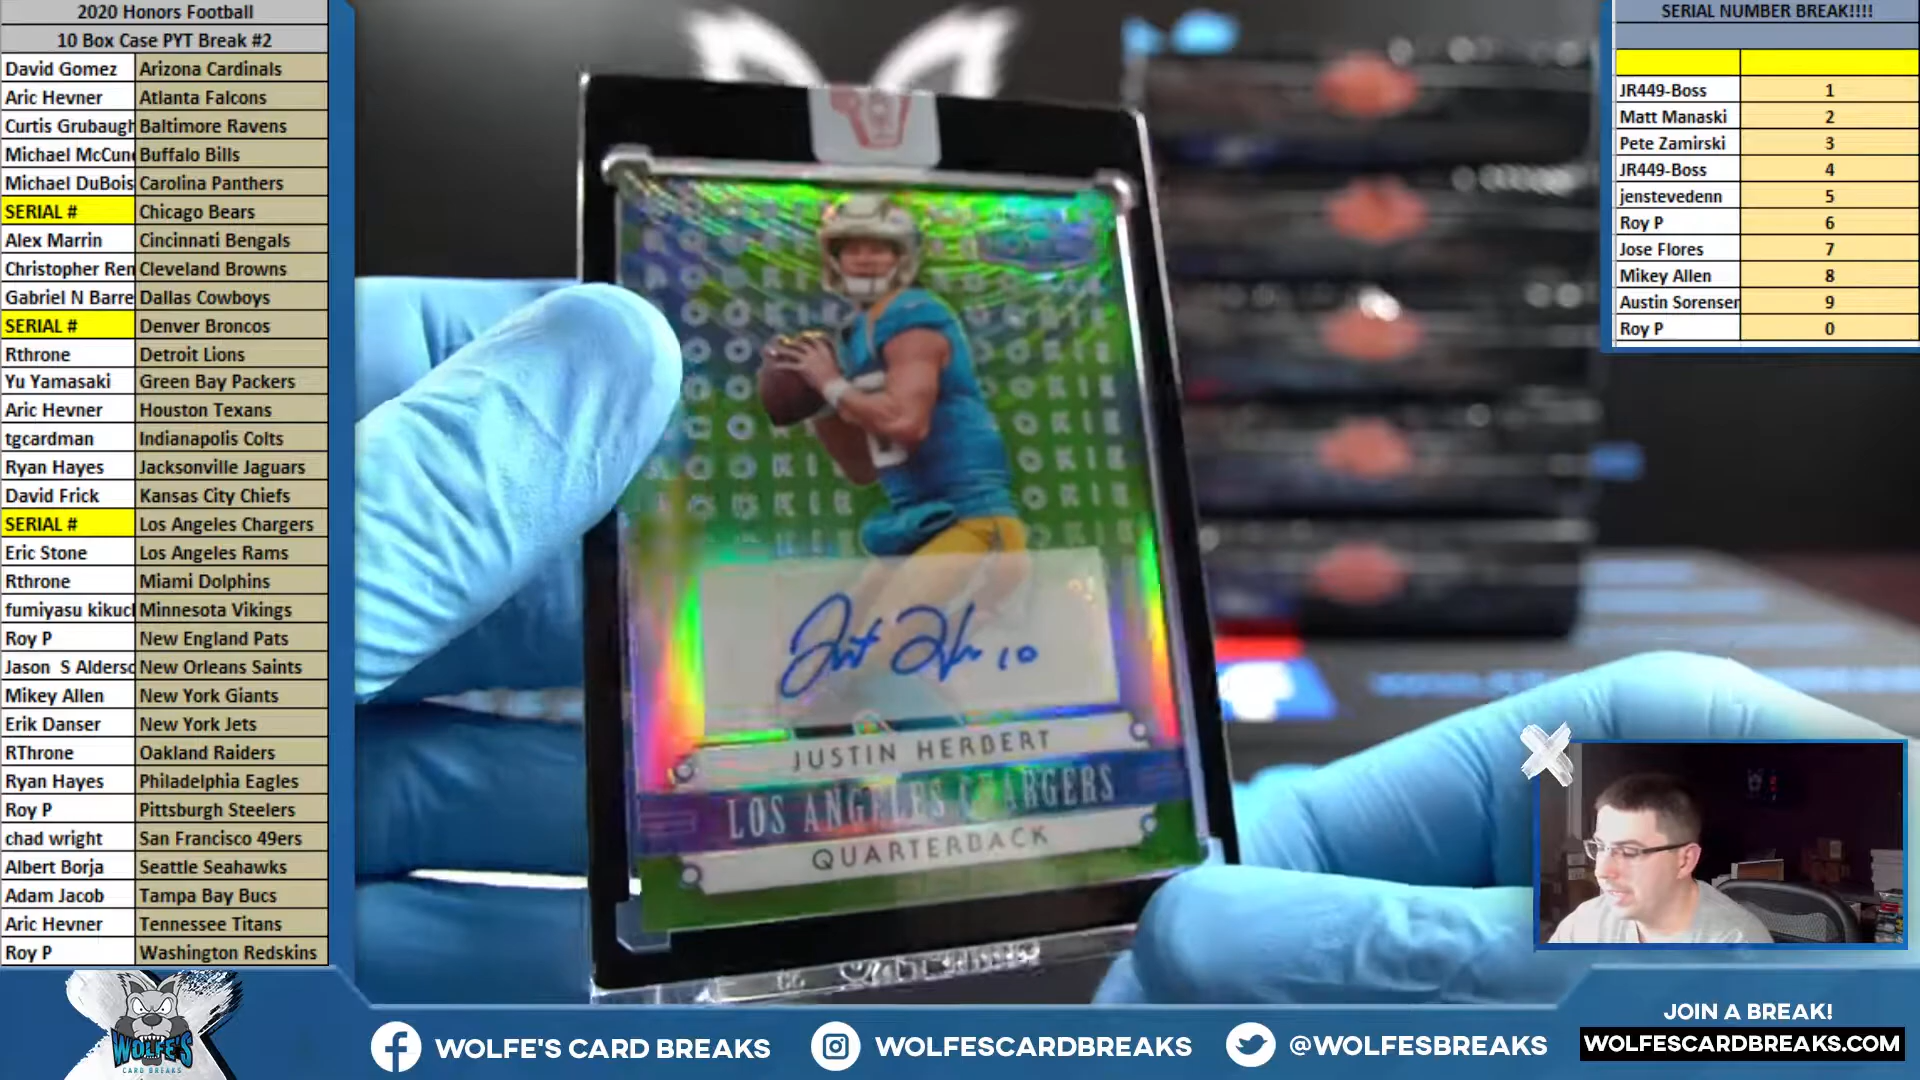 2020 Honors Football
10 Box Case PYT Break #2
David Gomez Arizona Cardinals
Aric Hevner Atlanta Falcons
Curtis Grubaugh Baltimore Ravens
Michael McCun Buffalo Bills
Michael DuBois Carolina Panthers
SERIAL # Chicago Bears
Alex Marrin Cincinnati Bengals
Christopher Ren Cleveland Browns
Gabriel N Barre Dallas Cowboys
SERIAL # Denver Broncos
Rthrone Detroit Lions
Yu Yamasaki Green Bay Packers
Aric Hevner Houston Texans
tgcardman Indianapolis Colts
Ryan Hayes Jacksonville Jaguars
David Frick Kansas City Chiefs
SERIAL # Los Angeles Chargers
Eric Stone Los Angeles Rams
Rthrone Miami Dolphins
fumiyasu kikuc Minnesota Vikings
Roy P New England Pats
Jason S Alderso New Orleans Saints
Mikey Allen New York Giants
Erik Danser New York Jets
RThrone Oakland Raiders
Ryan Hayes Philadelphia Eagles
Roy P Pittsburgh Steelers
chad wright San Francisco 49ers
Albert Borja Seattle Seahawks
Adam Jacob Tampa Bay Bucs
Aric Hevner Tennessee Titans
Roy P Washington Redskins
10
JUSTIN HERBERT
LOS ANGELES CHARGERS
QUARTERBACK
SERIAL NUMBER BREAK!!!!
JR449-Boss 1
Matt Manaski 2
Pete Zamirski 3
JR449-Boss 4
jenstevedenn 5
Roy P 6
Jose Flores 7
Mikey Allen 8
Austin Sorensen 9
Roy P 0
WOLFE'S
CARD BREAKS
WOLFE'S CARD BREAKS
WOLFESCARDBREAKS
@WOLFESBREAKS
JOIN A BREAK!
WOLFESCARDBREAKS.COM